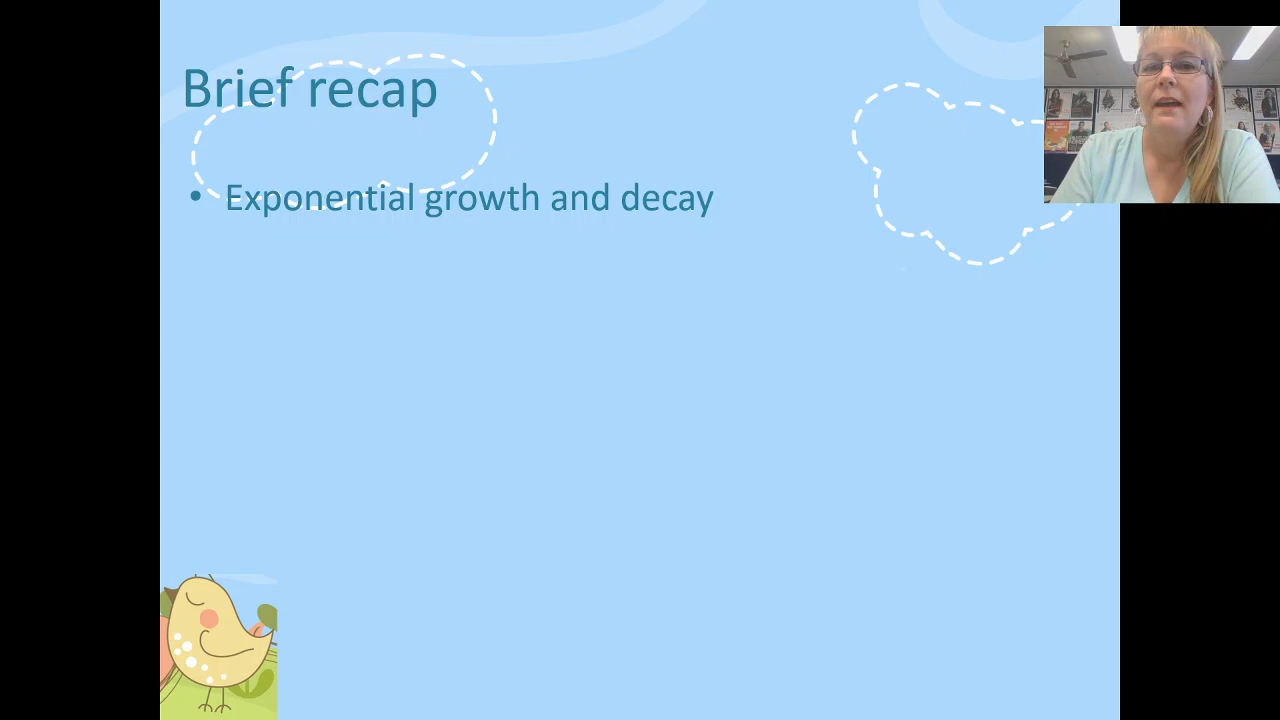 Brief recap
• Exponential growth and decay